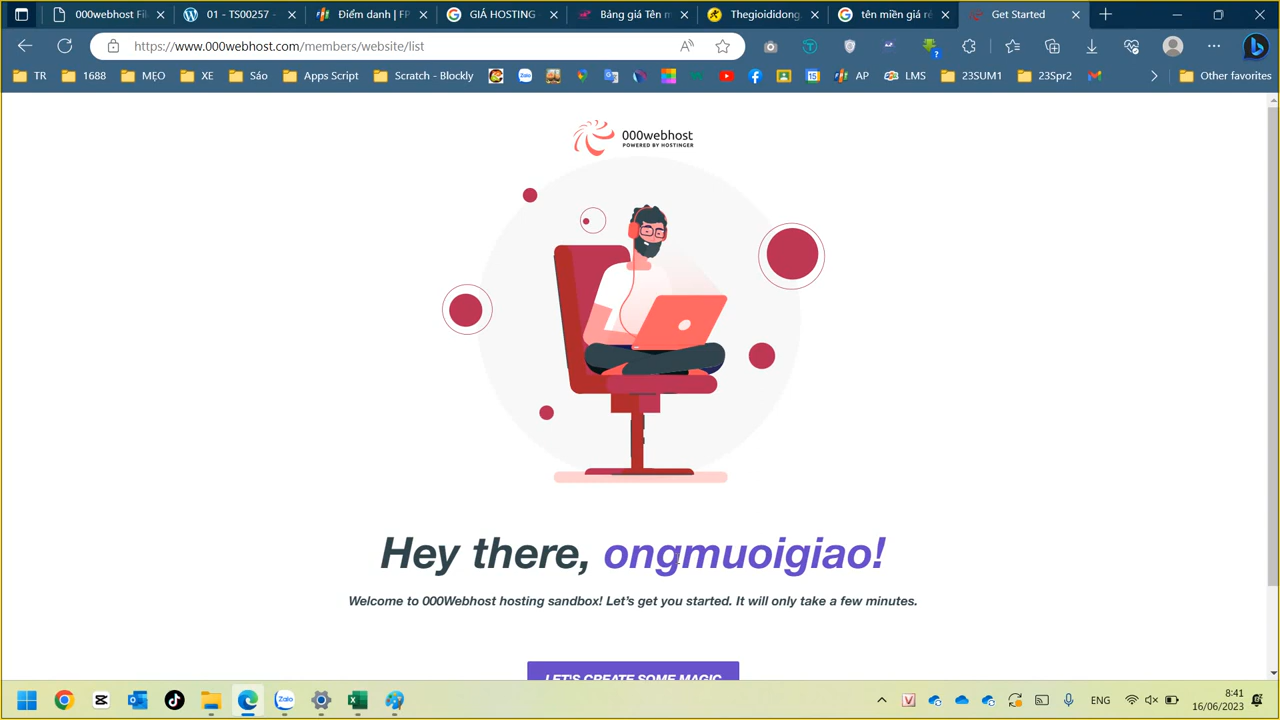 000webhost Fil
01 - TS00257 -
Điểm danh | FP
GIÁ HOSTING -
Bảng giá Tên m
Thegioididong.
tên miền giá rẻ
Get Started
https://www.000webhost.com/members/website/list
TR
1688
MẸO
XE
Sáo
Apps Script
Scratch - Blockly
Zalo
15
AP
LMS
23SUM1
23Spr2
Other favorites
000webhost
POWERED BY HOSTINGER
Hey there, ongmuoigiao!
Welcome to 000Webhost hosting sandbox! Let's get you started. It will only take a few minutes.
LET'S CREATE SOME MAGIC
Zalo
ENG
8:41
16/06/2023